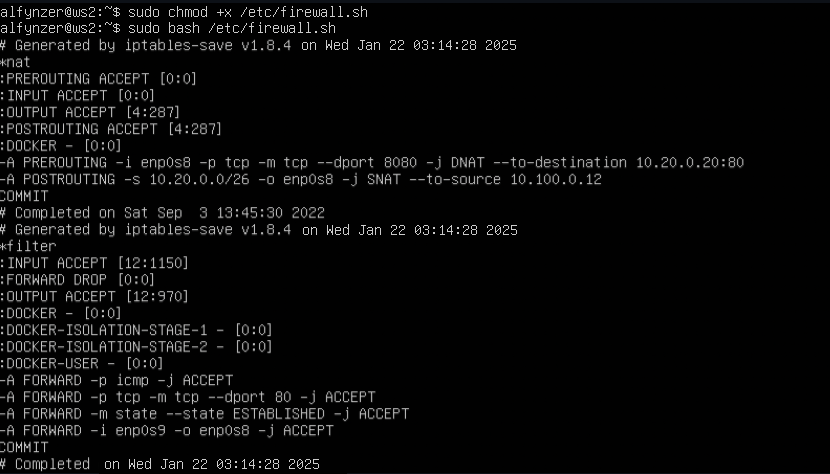 alfynzer@ws2:~$ sudo chmod +x /etc/firewall.sh
alfynzer@ws2:~$ sudo bash /etc/firewall.sh
# Generated by iptables-save v1.8.4 on Wed Jan 22 03:14:28 2025
*nat
:PREROUTING ACCEPT [0:0]
:INPUT ACCEPT [0:0]
:OUTPUT ACCEPT [4:287]
:POSTROUTING ACCEPT [4:287]
:DOCKER - [0:0]
-A PREROUTING -i enp0s8 -p tcp -m tcp --dport 8080 -j DNAT --to-destination 10.20.0.20:80
-A POSTROUTING -s 10.20.0.0/26 -o enp0s8 -j SNAT --to-source 10.100.0.12
COMMIT
# Completed on Sat Sep  3 13:45:30 2022
# Generated by iptables-save v1.8.4 on Wed Jan 22 03:14:28 2025
*filter
:INPUT ACCEPT [12:1150]
:FORWARD DROP [0:0]
:OUTPUT ACCEPT [12:970]
:DOCKER - [0:0]
:DOCKER-ISOLATION-STAGE-1 - [0:0]
:DOCKER-ISOLATION-STAGE-2 - [0:0]
:DOCKER-USER - [0:0]
-A FORWARD -p icmp -j ACCEPT
-A FORWARD -p tcp -m tcp --dport 80 -j ACCEPT
-A FORWARD -m state --state ESTABLISHED -j ACCEPT
-A FORWARD -i enp0s9 -o enp0s8 -j ACCEPT
COMMIT
# Completed on Wed Jan 22 03:14:28 2025